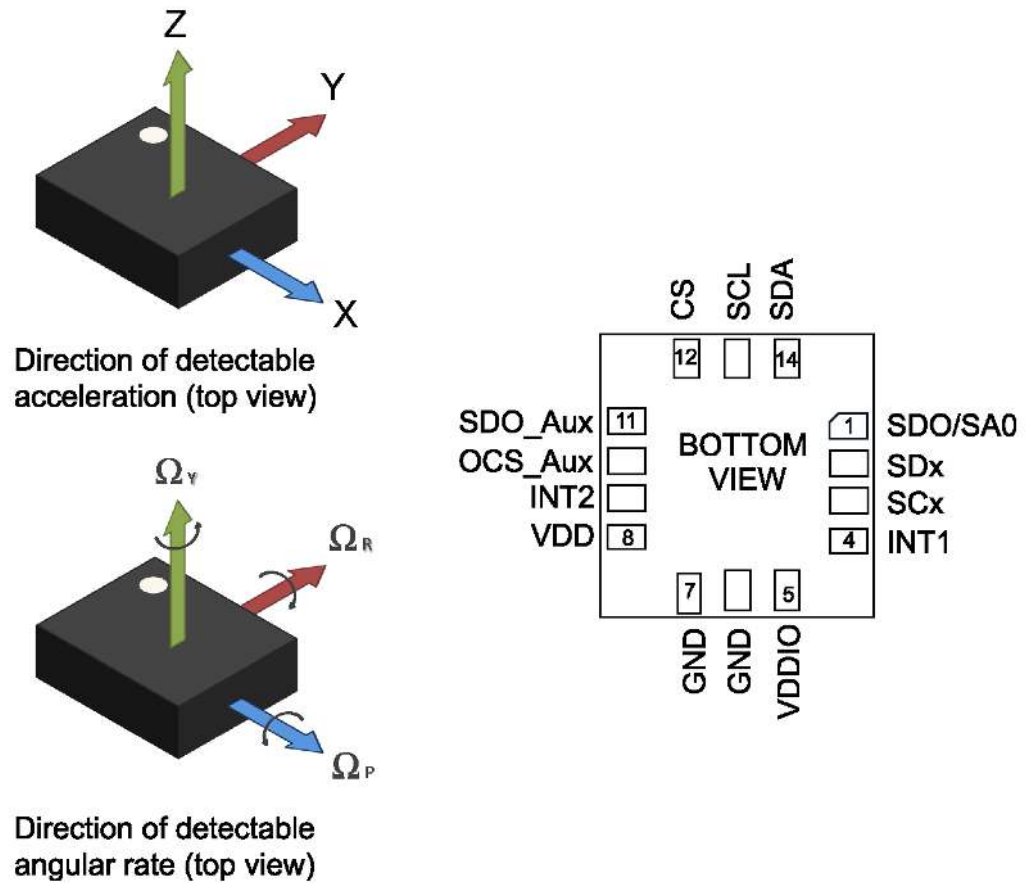 Z
Y
X
Direction of detectable
acceleration (top view)
Ω Y
Ω R
Ω P
Direction of detectable
angular rate (top view)
CS
SCL
SDA
12
14
SDO_Aux
11
1
SDO/SA0
OCS_Aux
BOTTOM
VIEW
SDx
INT2
SCx
VDD
8
4
INT1
7
5
GND
GND
VDDIO